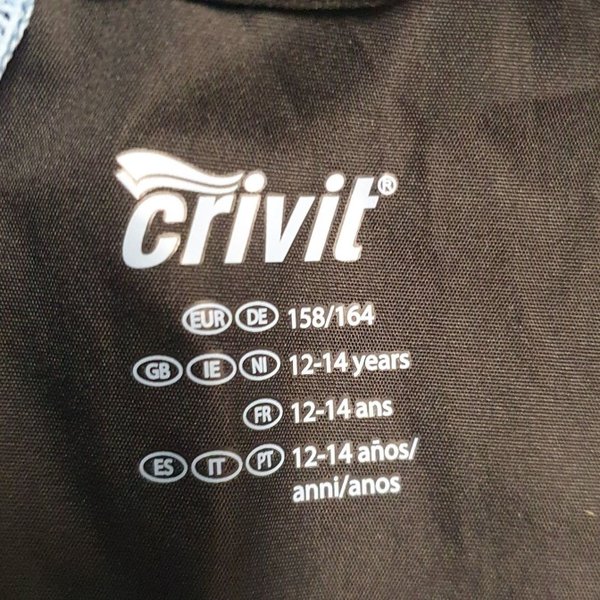 crivit®
EUR DE 158/164
GB IE NI 12-14 years
FR 12-14 ans
ES IT PT 12-14 años/
anni/anos